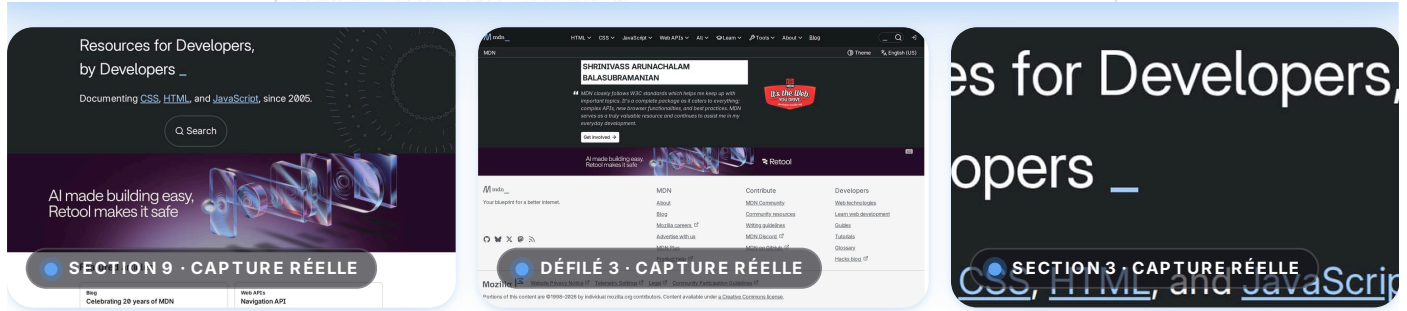 Resources for Developers,
by Developers _
Documenting CSS, HTML, and JavaScript, since 2005.
Search
AI made building easy,
Retool makes it safe
SECTION 9 · CAPTURE RÉELLE
Blog
Celebrating 20 years of MDN
Web APIs
Navigation API
mdn_
HTML
CSS
JavaScript
Web APIs
All
Learn
Tools
About
Blog
MDN
Theme
English (US)
SHRINIVASS ARUNACHALAM
BALASUBRAMANIAN
MDN closely follows W3C standards which helps me keep up with
important topics. It's a complete package as it caters to everything;
complex APIs, new browser functionalities, and best practices. MDN
serves as a truly valuable resource and continues to assist me in my
everyday development.
Get involved →
It's the Web
YOU DRIVE
AI made building easy,
Retool makes it safe
Retool
mdn_
Your blueprint for a better internet.
MDN
About
Blog
Mozilla careers
Advertise with us
MDN Plus
Product help
Contribute
MDN Community
Community resources
Writing guidelines
MDN Discord
MDN on GitHub
Developers
Web technologies
Learn web development
Guides
Tutorials
Glossary
Hacks blog
DÉFILÉ 3 · CAPTURE RÉELLE
Mozilla
Website Privacy Notice
Telemetry Settings
Legal
Community Participation Guidelines
Portions of this content are ©1998–2026 by individual mozilla.org contributors. Content available under a Creative Commons license.
es for Developers,
opers _
SECTION 3 · CAPTURE RÉELLE
CSS, HTML, and JavaScrip